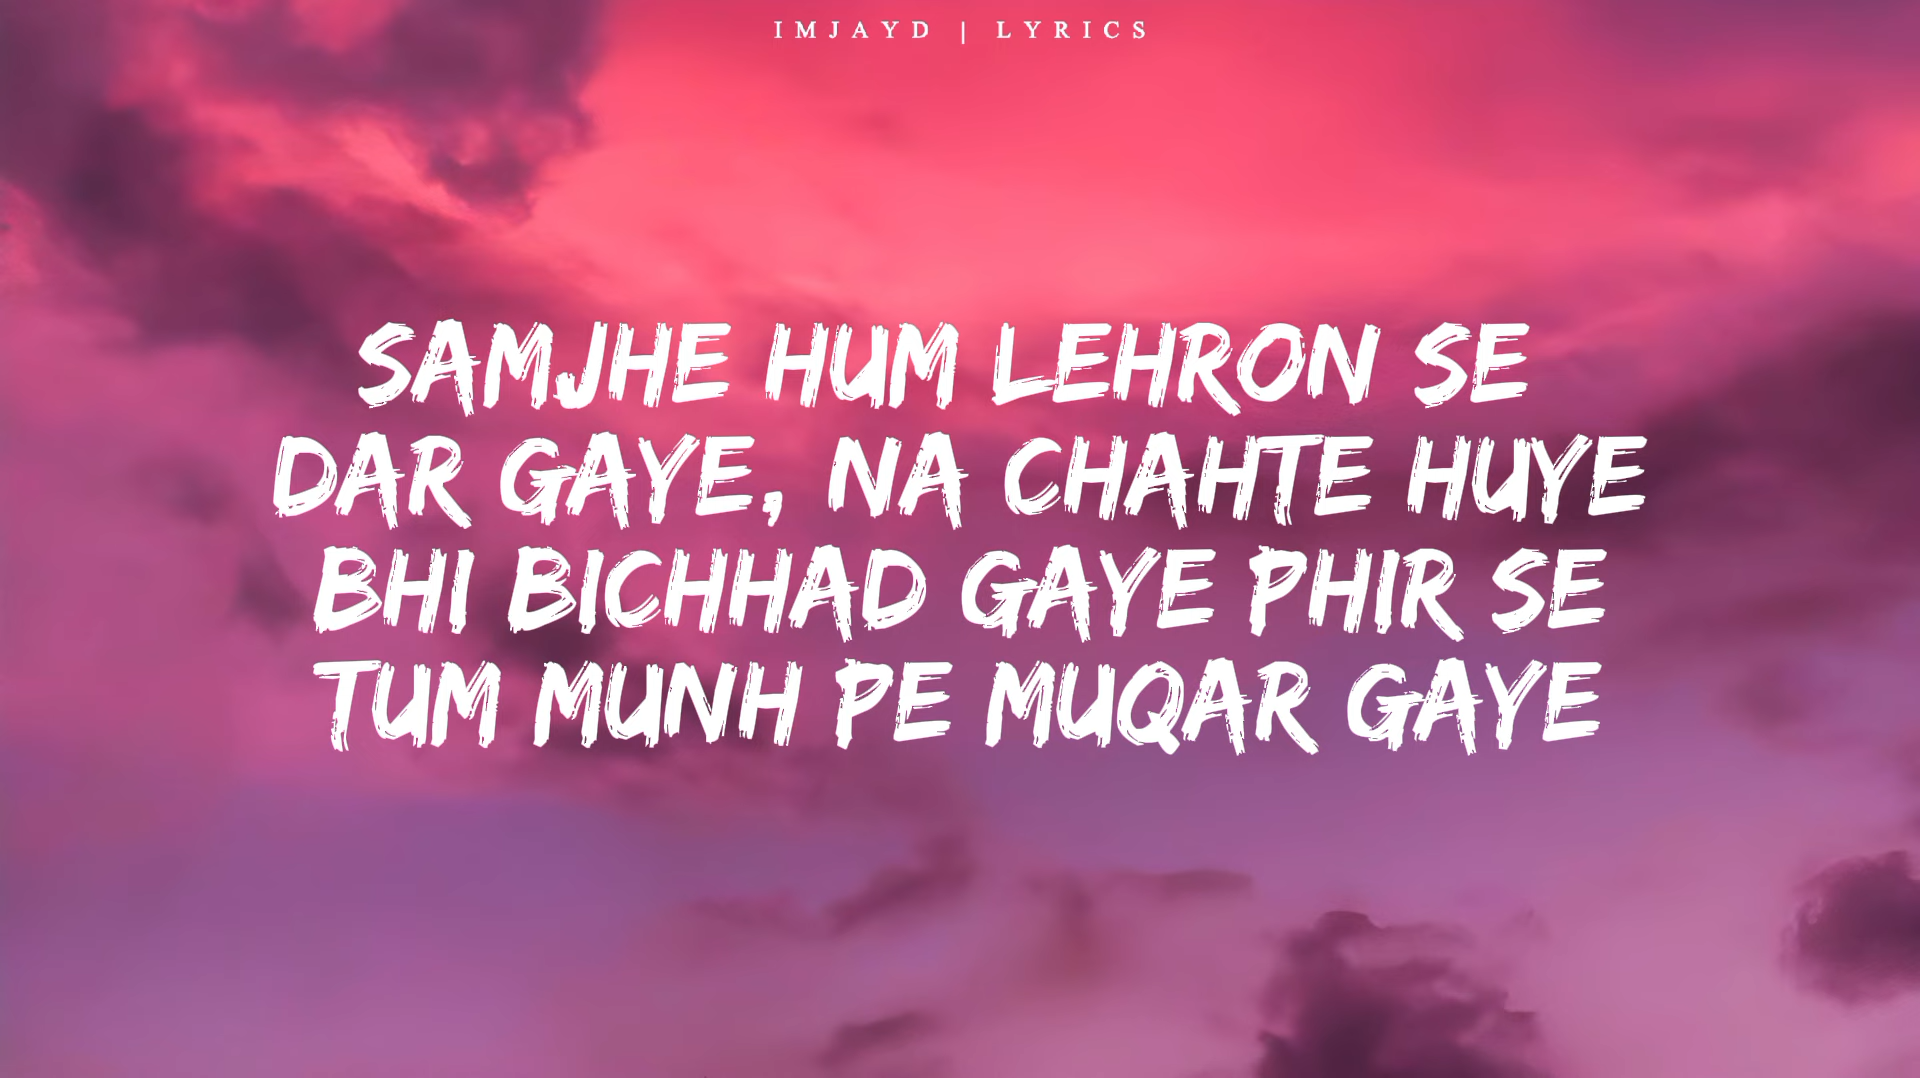 IMJAYD | LYRICS
SAMJHE HUM LEHRON SE
DAR GAYE, NA CHAHTE HUYE
BHI BICHHAD GAYE PHIR SE
TUM MUNH PE MUQAR GAYE